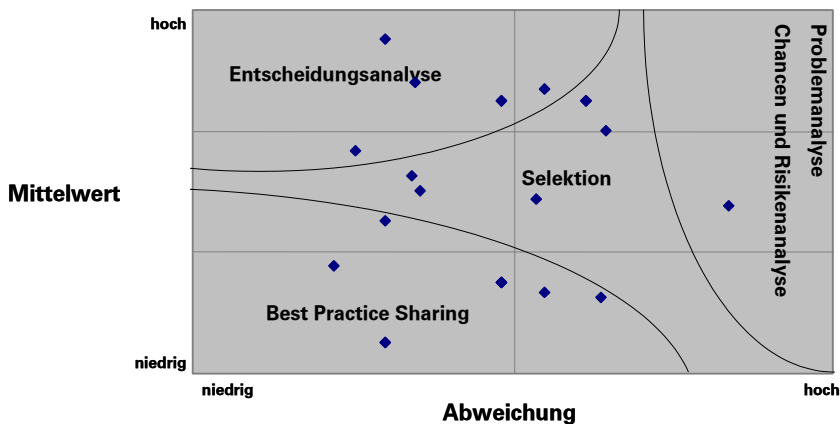 hoch
Entscheidungsanalyse
Problemanalyse
Chancen und Risikenanalyse
Mittelwert
Selektion
Best Practice Sharing
niedrig
niedrig
hoch
Abweichung